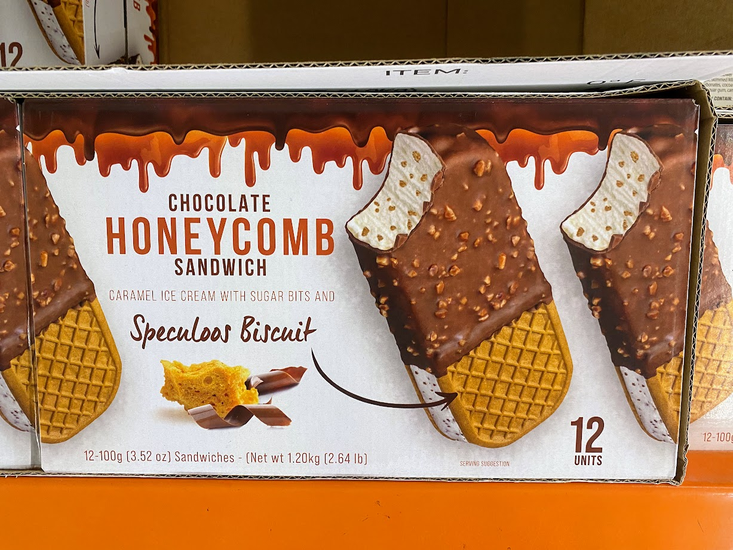 12
ITEM:
CHOCOLATE
HONEYCOMB
SANDWICH
CARAMEL ICE CREAM WITH SUGAR BITS AND
Speculoos Biscuit
12-100g (3.52 oz) Sandwiches - (Net wt 1.20kg (2.64 lb)
SERVING SUGGESTION
12
UNITS
12-100g